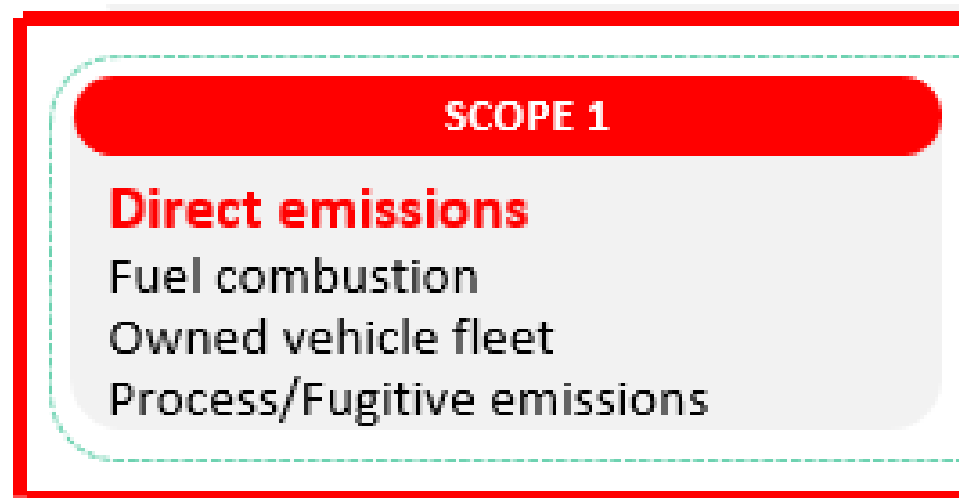 SCOPE 1
Direct emissions
Fuel combustion
Owned vehicle fleet
Process/Fugitive emissions